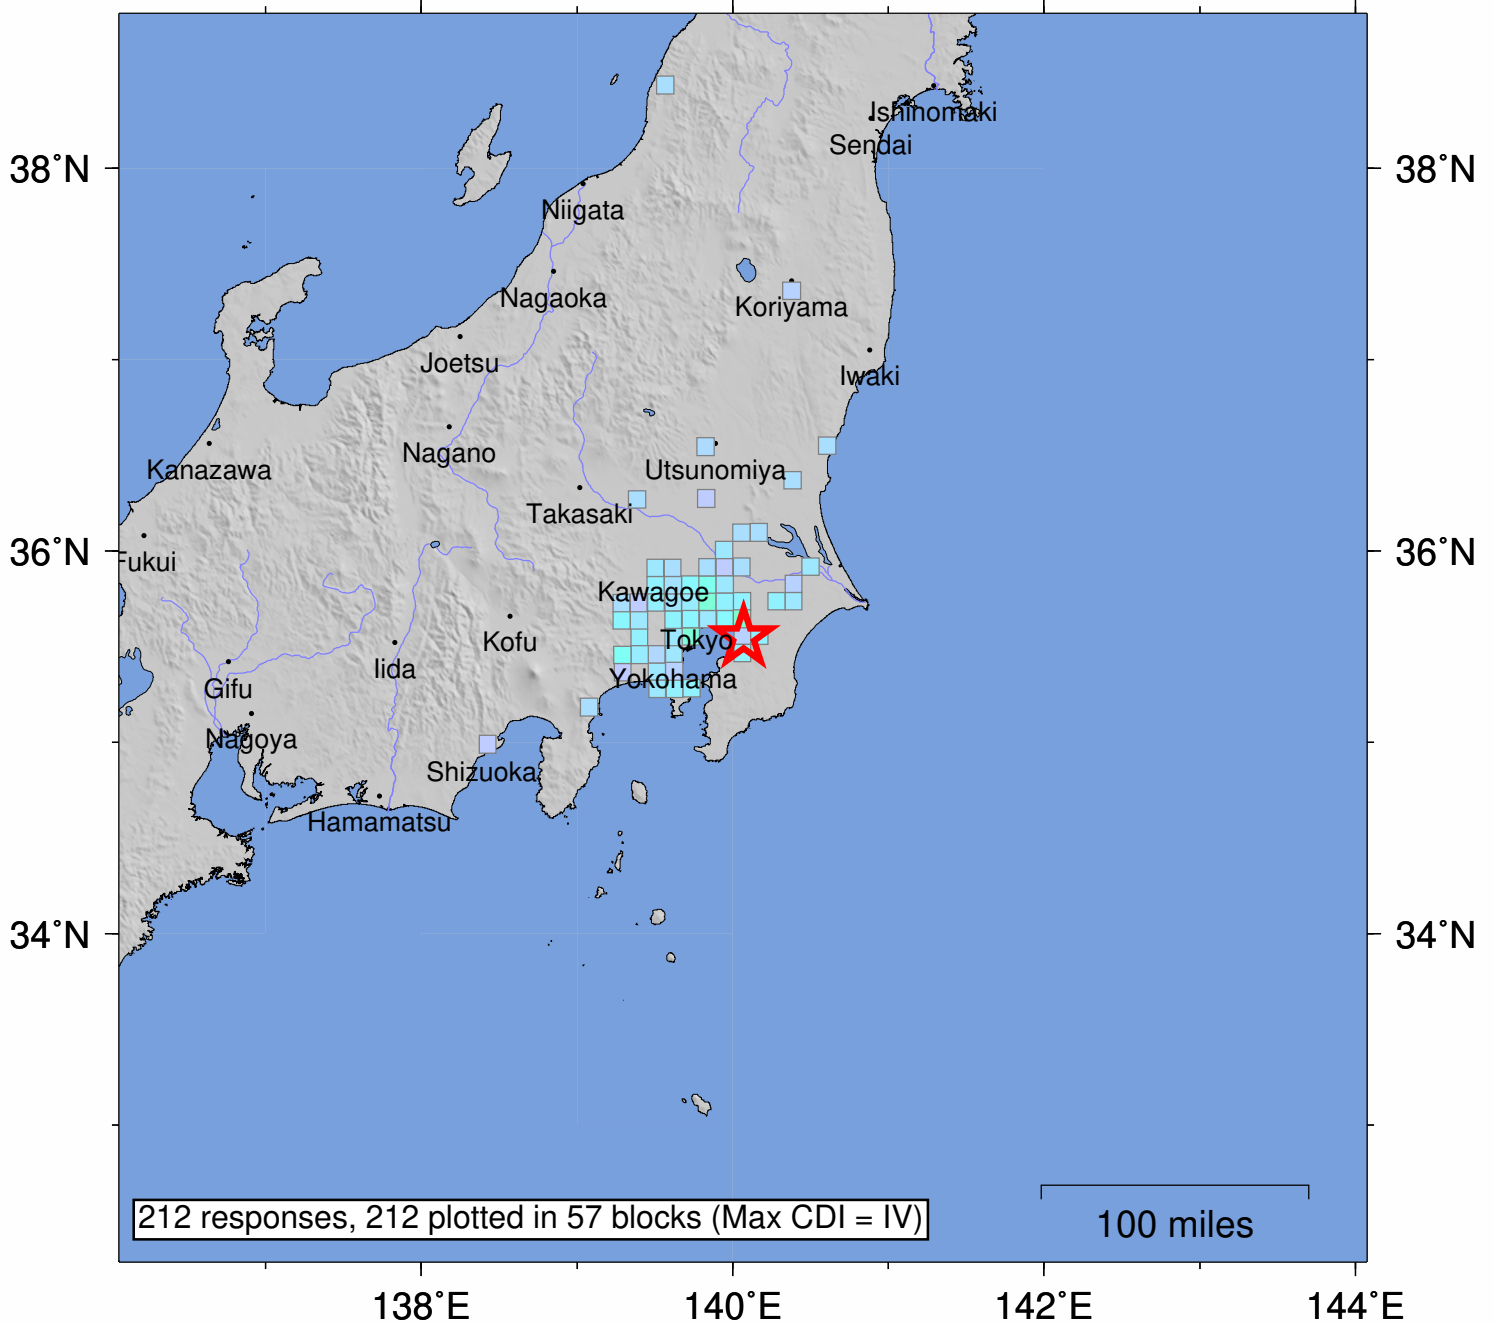 Ishinomaki
Sendai
38°N
38°N
Niigata
Nagaoka
Koriyama
Joetsu
Iwaki
Nagano
Kanazawa
Utsunomiya
Takasaki
36°N
36°N
-ukui
Kawagoe
Kofu
Tokyo
Iida
Yokohama
Gifu
Nagoya
Shizuoka
Hamamatsu
34°N
34°N
212 responses, 212 plotted in 57 blocks (Max CDI = IV)
100 miles
138°E
140°E
142°E
144°E